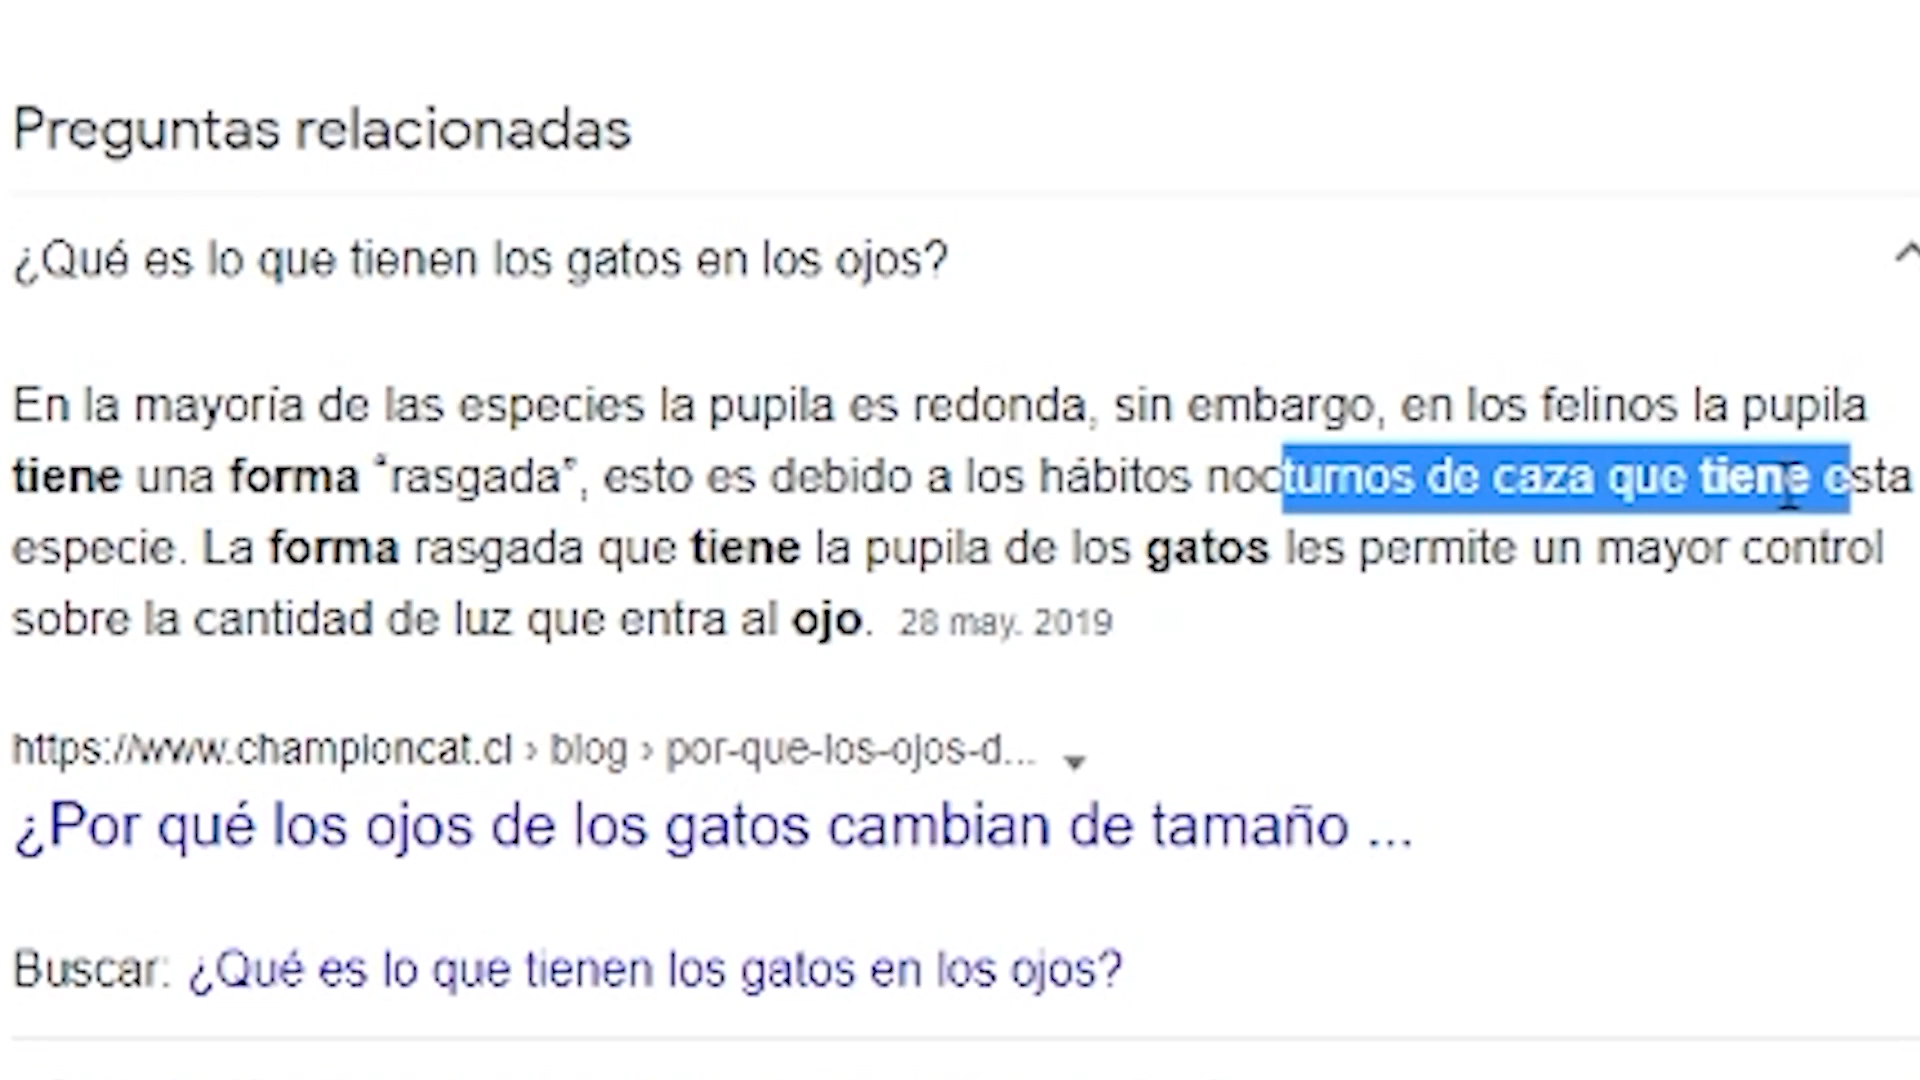 Preguntas relacionadas
¿Qué es lo que tienen los gatos en los ojos?
En la mayoría de las especies la pupila es redonda, sin embargo, en los felinos la pupila
tiene una forma “rasgada”, esto es debido a los hábitos nocturnos de caza que tiene esta
especie. La forma rasgada que tiene la pupila de los gatos les permite un mayor control
sobre la cantidad de luz que entra al ojo. 28 may. 2019
https://www.championcat.cl › blog › por-que-los-ojos-d...
¿Por qué los ojos de los gatos cambian de tamaño ...
Buscar: ¿Qué es lo que tienen los gatos en los ojos?